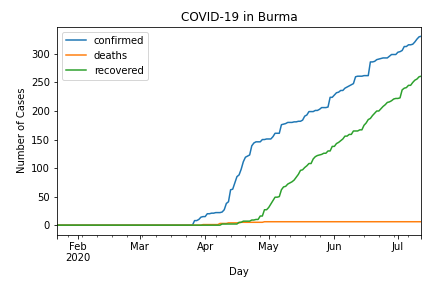 COVID-19 in Burma
confirmed
deaths
recovered
Number of Cases
300
250
200
150
100
50
0
Feb
2020
Mar
Apr
May
Jun
Jul
Day